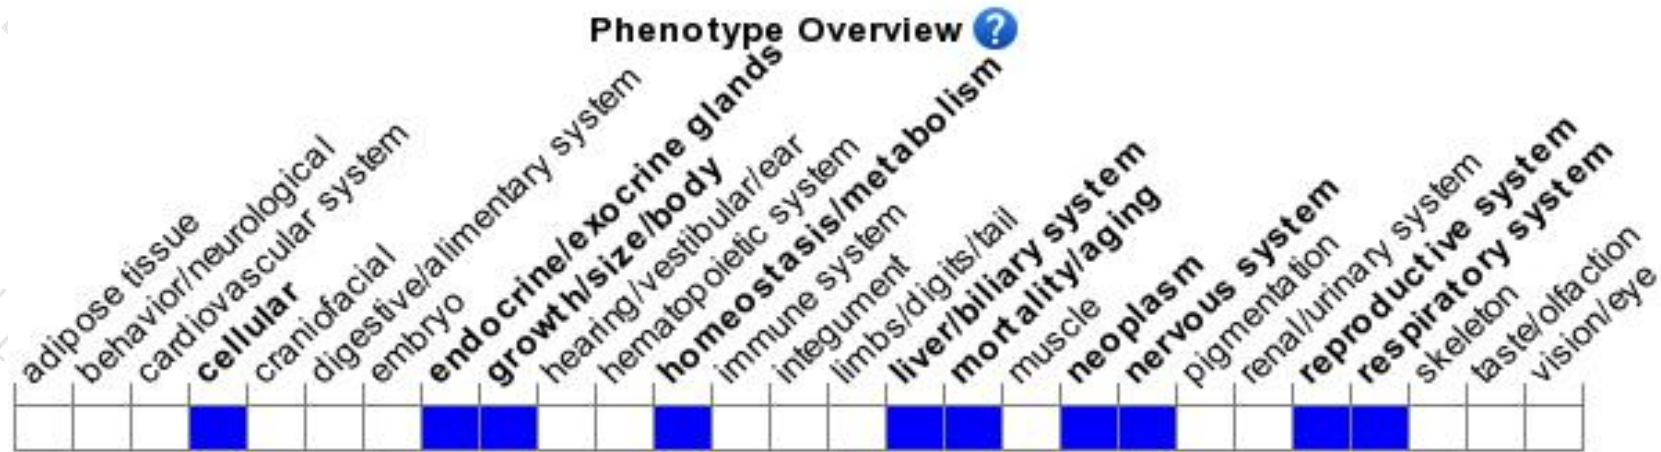 Phenotype Overview ?
adipose tissue
behavior/neurological
cardiovascular system
cellular
craniofacial
digestive/alimentary system
embryo
endocrine/exocrine glands
growth/size/body
hearing/vestibular/ear
hematopoietic system
homeostasis/metabolism
immune system
integument
limbs/digits/tail
liver/biliary system
mortality/aging
muscle
neoplasm
nervous system
pigmentation
renal/urinary system
reproductive system
respiratory system
skeleton
taste/olfaction
vision/eye